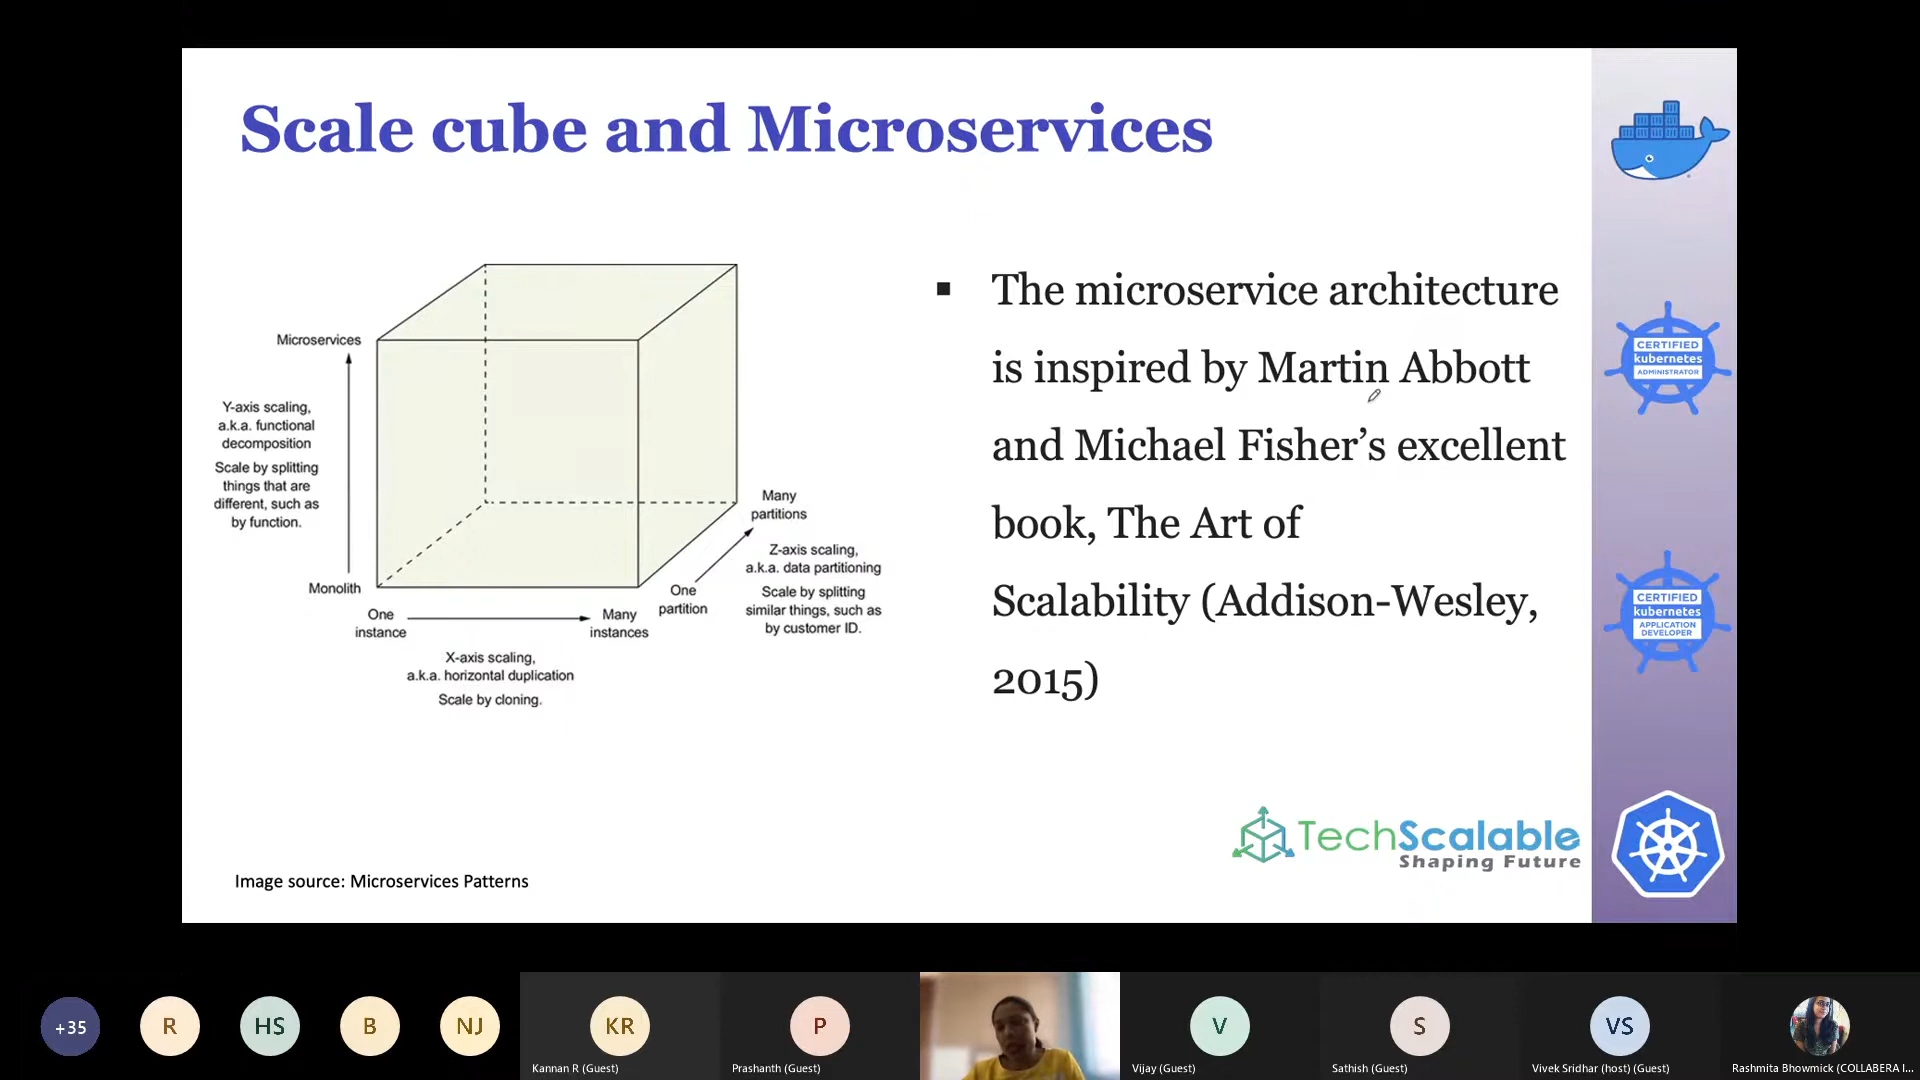 Scale cube and Microservices
Microservices
Y-axis scaling,
a.k.a. functional
decomposition
Scale by splitting
things that are
different, such as
by function.
Monolith
One
instance
Many
instances
X-axis scaling,
a.k.a. horizontal duplication
Scale by cloning.
One
partition
Many
partitions
Z-axis scaling,
a.k.a. data partitioning
Scale by splitting
similar things, such as
by customer ID.
▪ The microservice architecture
is inspired by Martin Abbott
and Michael Fisher’s excellent
book, The Art of
Scalability (Addison-Wesley,
2015)
Image source: Microservices Patterns
TechScalable
Shaping Future
CERTIFIED
kubernetes
ADMINISTRATOR
CERTIFIED
kubernetes
APPLICATION
DEVELOPER
+35
R
HS
B
NJ
KR
Kannan R (Guest)
P
Prashanth (Guest)
V
Vijay (Guest)
S
Sathish (Guest)
VS
Vivek Sridhar (host) (Guest)
Rashmita Bhowmick (COLLABERA I...